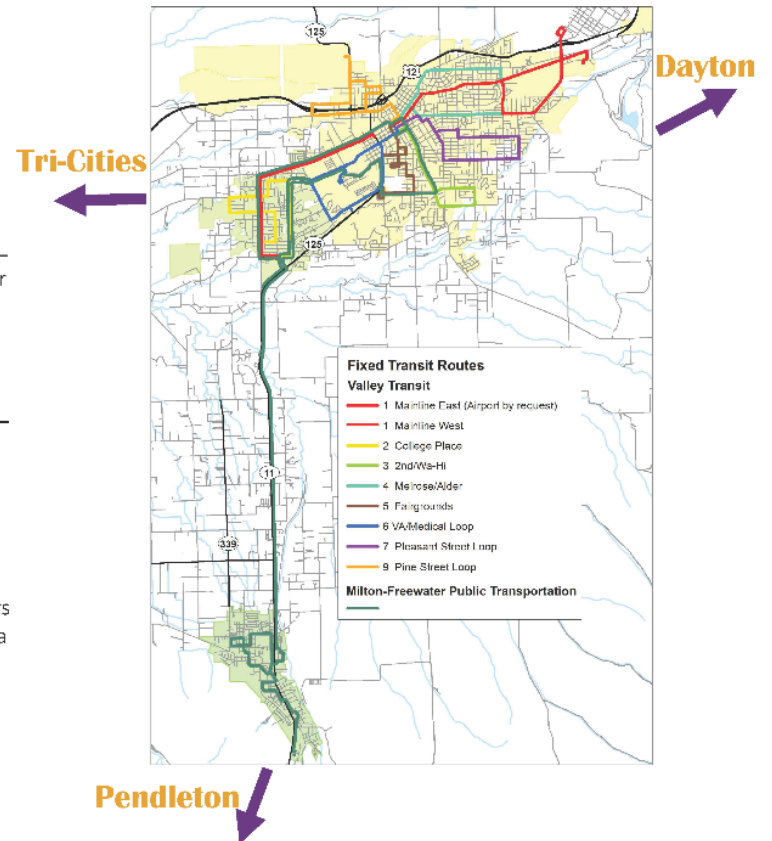 125
12
Dayton
Tri-Cities
125
r
Fixed Transit Routes
Valley Transit
1 Mainline East (Airport by request)
1 Mainline West
2 College Place
3 2nd/Wa-Hi
4 Melrose/Alder
5 Fairgrounds
6 VA/Medical Loop
7 Pleasant Street Loop
9 Pine Street Loop
Milton-Freewater Public Transportation
11
339
rs
a
Pendleton